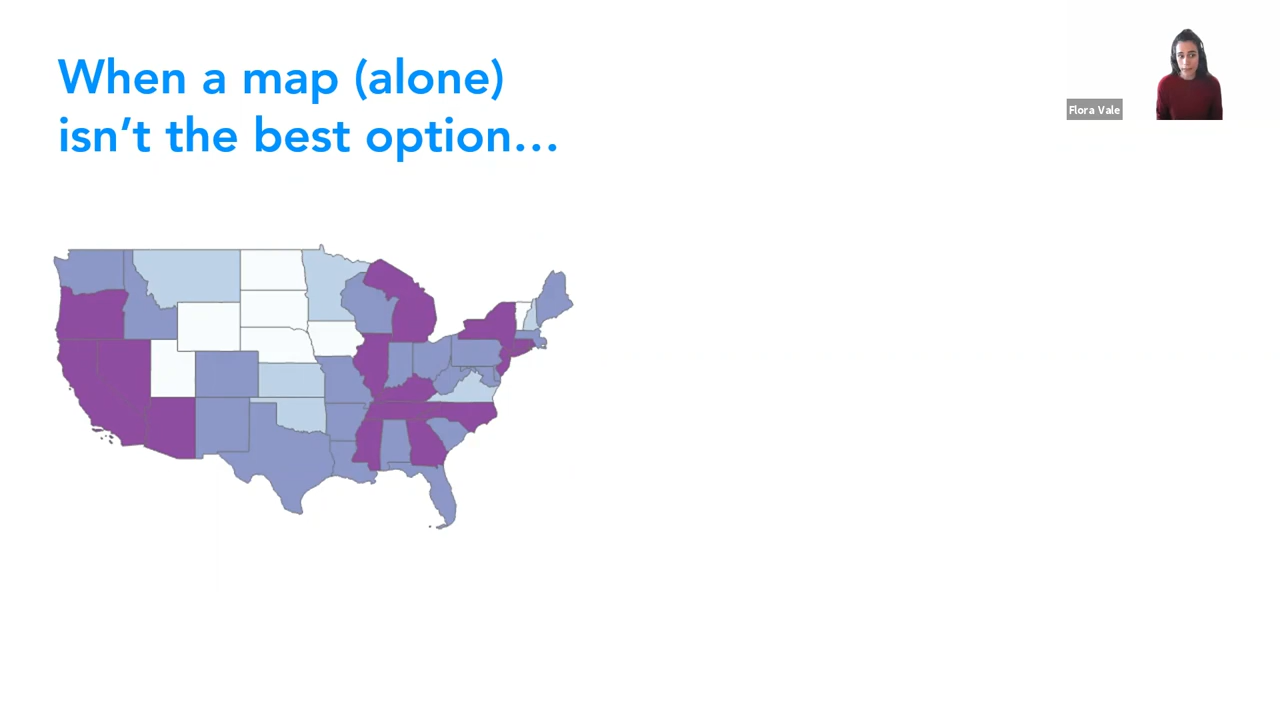 When a map (alone)
isn’t the best option…
Flora Vale